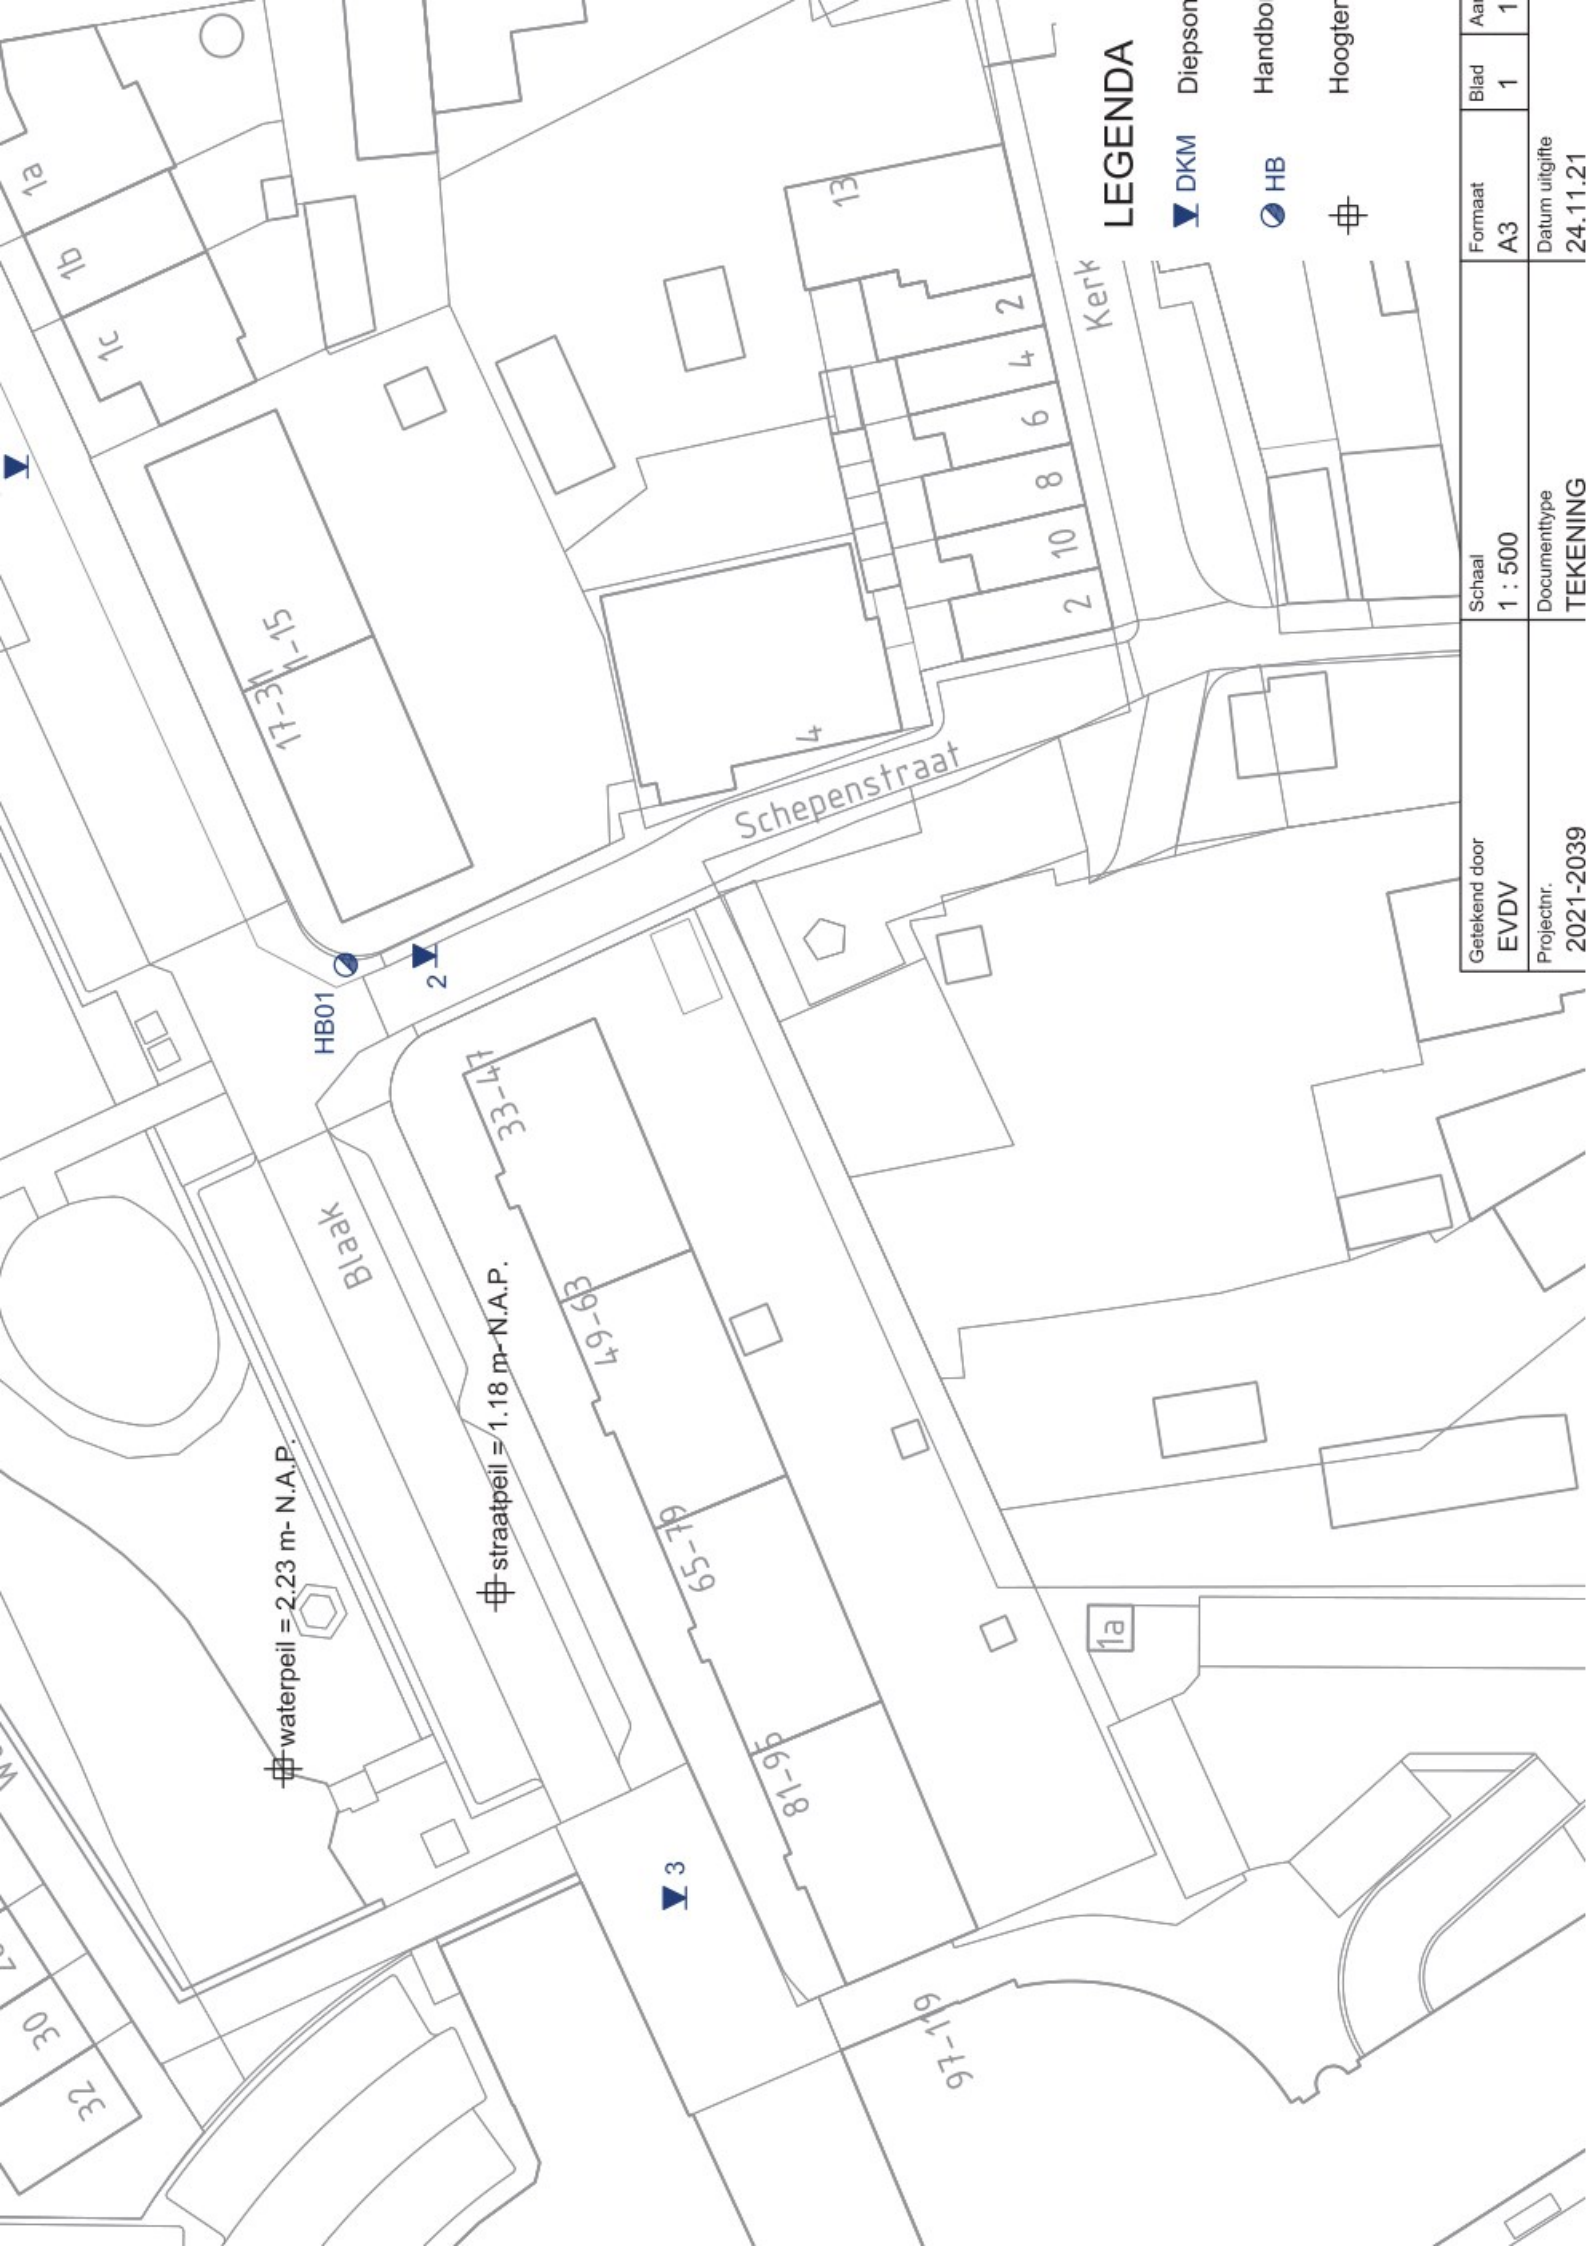 1a
1b
1c
1-15
17-31
HB01
2
33-47
Blaak
49-63
straatpeil = 1.18 m- N.A.P.
waterpeil = 2.23 m- N.A.P.
65-79
81-95
3
97-119
30
32
1a
Schepenstraat
4
13
2
4
6
8
10
2
Kerk
LEGENDA
DKM Diepson
HB Handbo
Hoogter
Getekend door Schaal Formaat Blad Aan
EVDV 1 : 500 A3 1 1
Projectnr. Documenttype Datum uitgifte
2021-2039 TEKENING 24.11.21